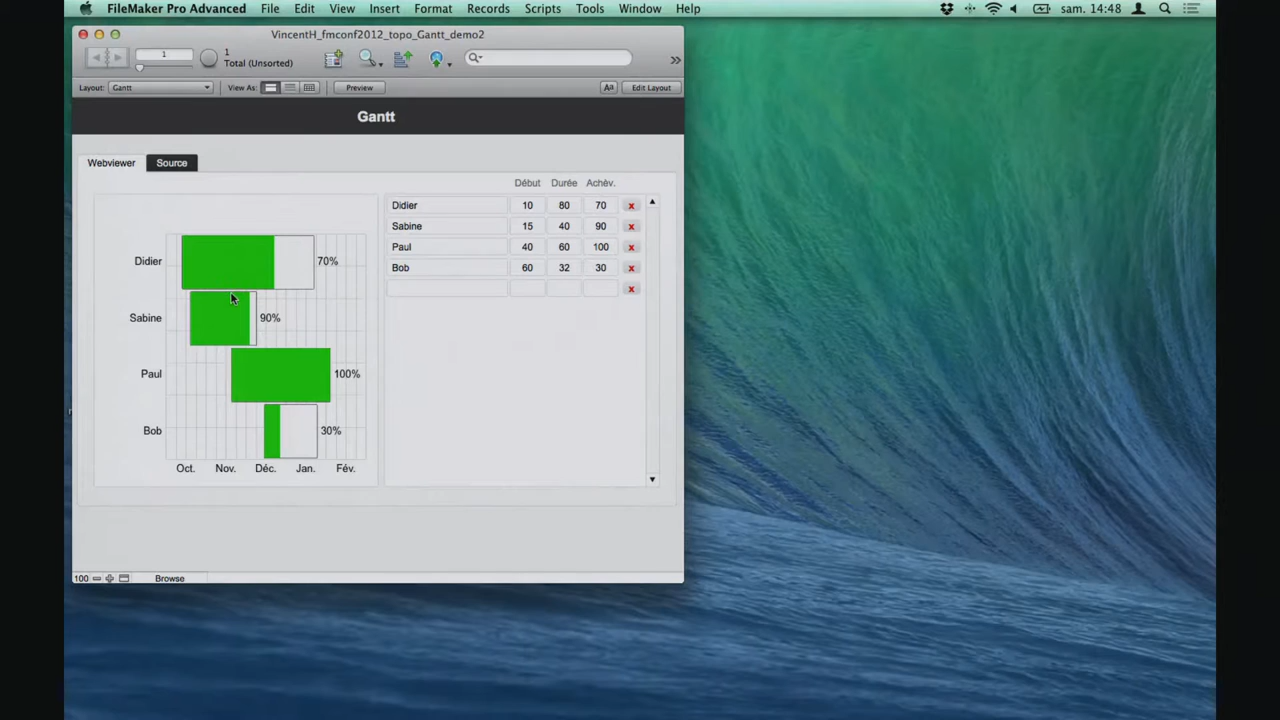 FileMaker Pro Advanced File Edit View Insert Format Records Scripts Tools Window Help sam. 14:48
VincentH_fmconf2012_topo_Gantt_demo2
1
1
Total (Unsorted)
Layout: Gantt View As: Preview Aa Edit Layout
Gantt
Webviewer Source
Début Durée Achèv.
Didier 10 80 70 x
Sabine 15 40 90 x
Paul 40 60 100 x
Bob 60 32 30 x
x
Didier 70%
Sabine 90%
Paul 100%
Bob 30%
Oct. Nov. Déc. Jan. Fév.
100 Browse